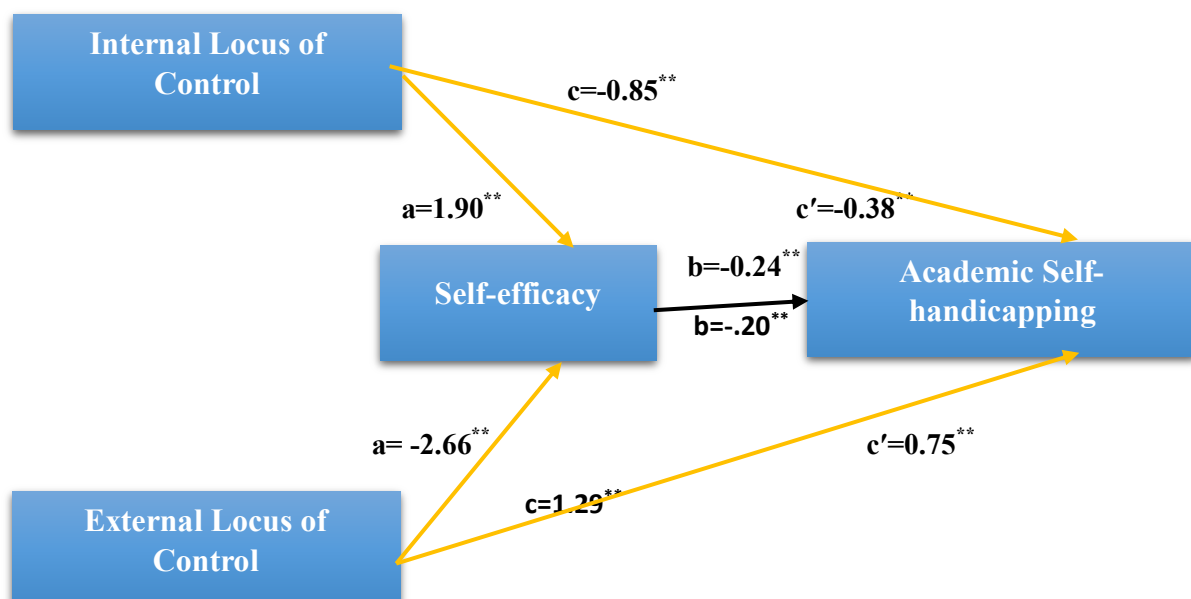 Internal Locus of
Control
c=-0.85**
a=1.90**
c′=-0.38**
Self-efficacy
b=-0.24**
b=-.20**
Academic Self-
handicapping
a= -2.66**
c′=0.75**
c=1.29**
External Locus of
Control